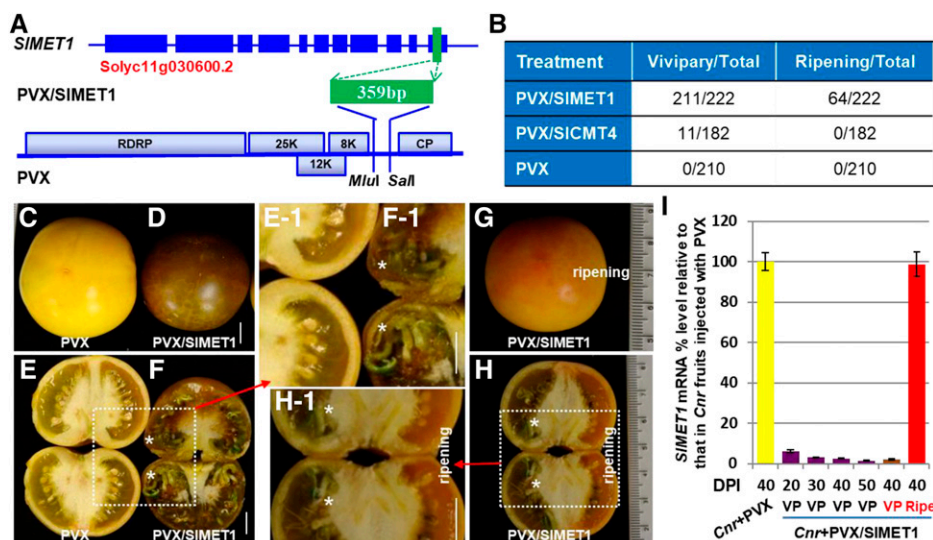 A
SlMET1
Solyc11g030600.2
PVX/SlMET1
359bp
RDRP 25K 8K CP
12K
PVX
MluI SalI
B
Treatment Vivipary/Total Ripening/Total
PVX/SlMET1 211/222 64/222
PVX/SlCMT4 11/182 0/182
PVX 0/210 0/210
C
PVX
D
PVX/SlMET1
E-1
F-1
*
*
G
ripening
PVX/SlMET1
E
PVX
F
*
*
PVX/SlMET1
H-1
*
*
ripening
H
*
*
PVX/SlMET1
I
SlMET1 mRNA % level relative to
that in Cnr fruits injected with PVX
120
100
80
60
40
20
0
DPI 40 20 30 40 50 40 40
Cnr+PVX VP VP VP VP VP Ripe
Cnr+PVX/SlMET1